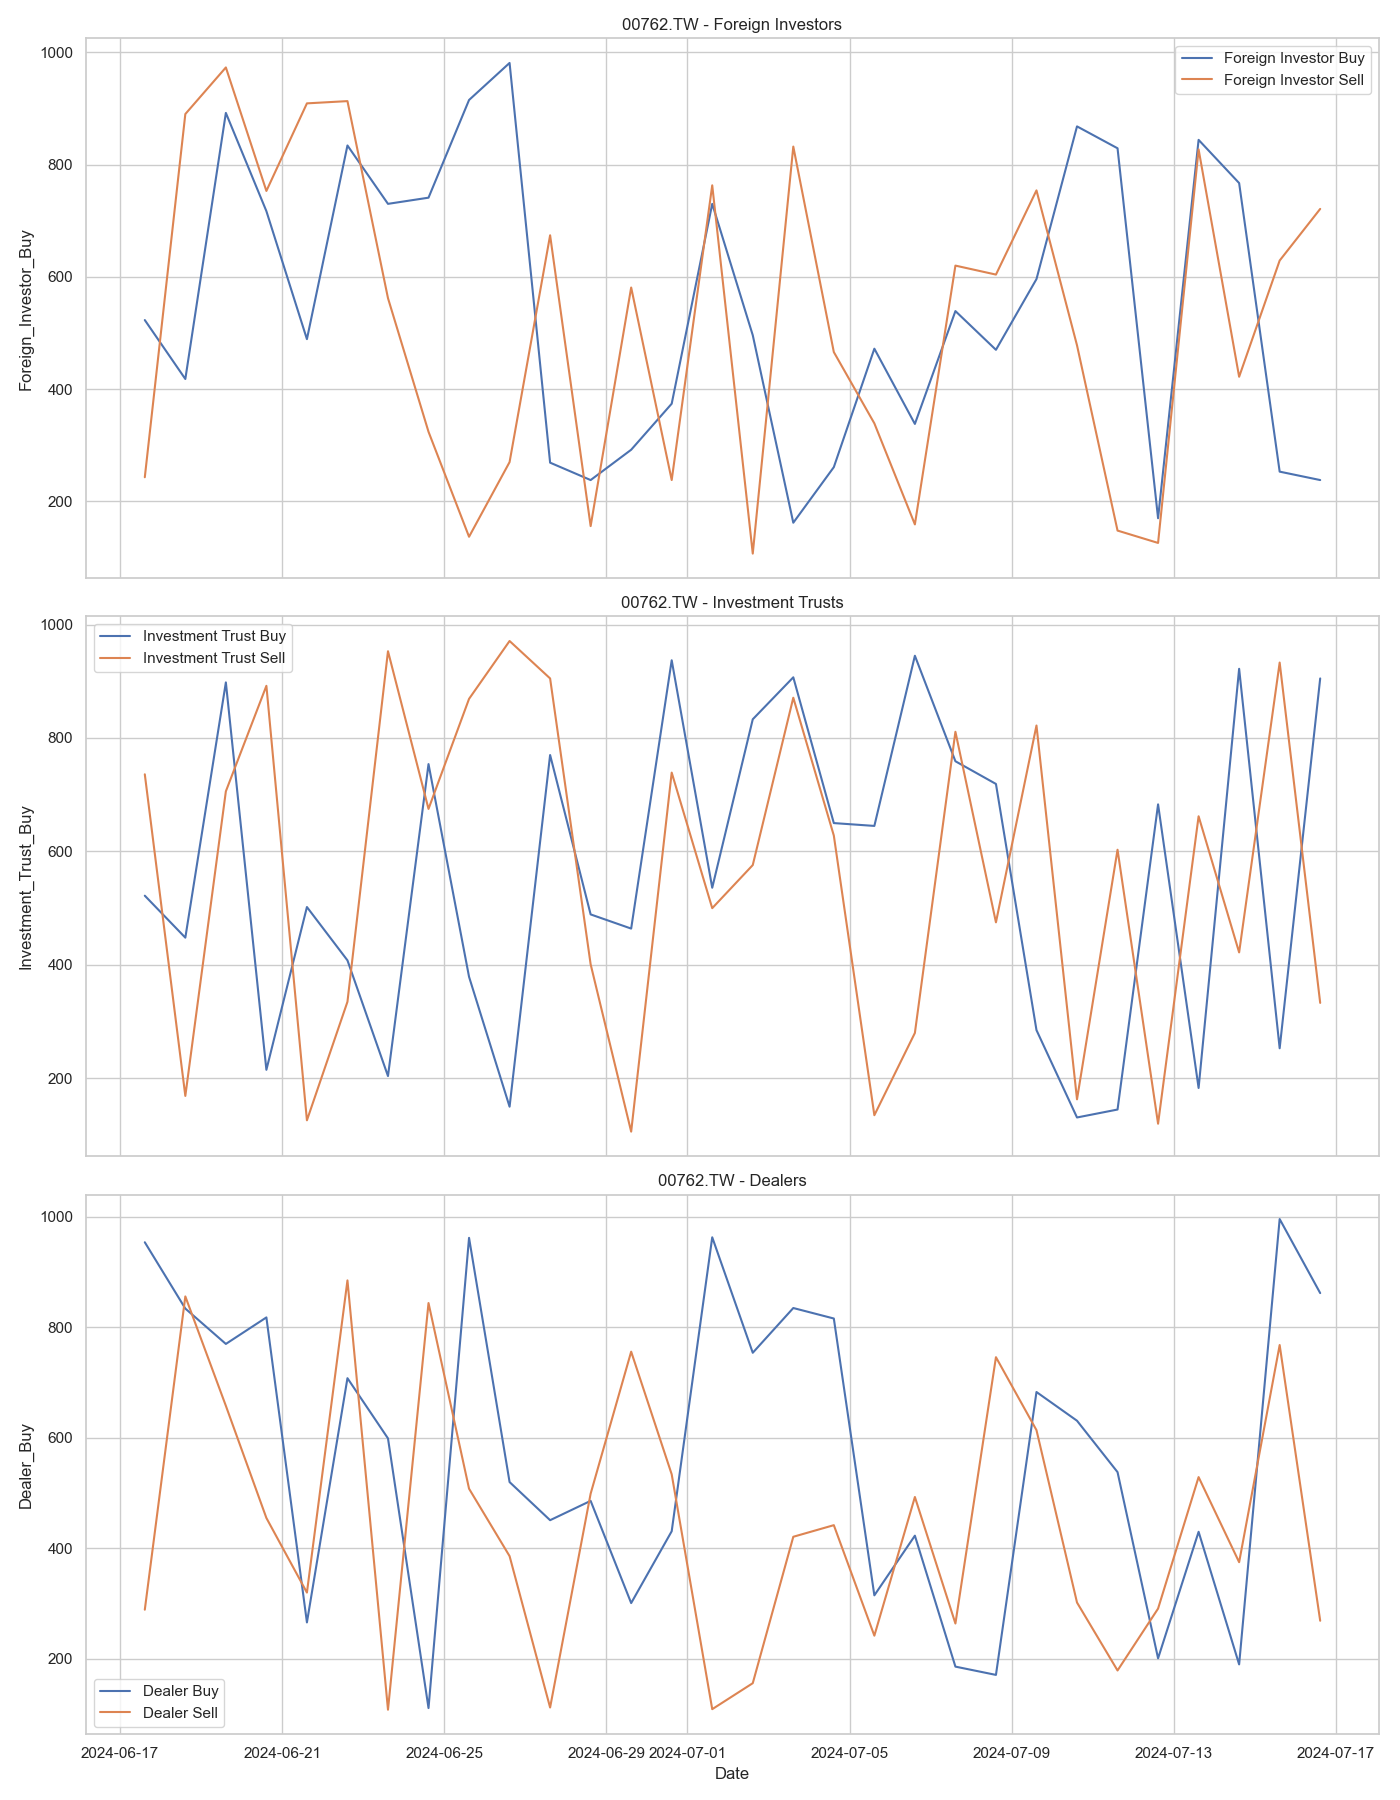 00762.TW - Foreign Investors
Foreign_Investor_Buy
1000
800
600
400
200
Foreign Investor Buy
Foreign Investor Sell
00762.TW - Investment Trusts
Investment_Trust_Buy
1000
800
600
400
200
Investment Trust Buy
Investment Trust Sell
00762.TW - Dealers
Dealer_Buy
1000
800
600
400
200
Dealer Buy
Dealer Sell
2024-06-17 2024-06-21 2024-06-25 2024-06-29 2024-07-01 2024-07-05 2024-07-09 2024-07-13 2024-07-17
Date